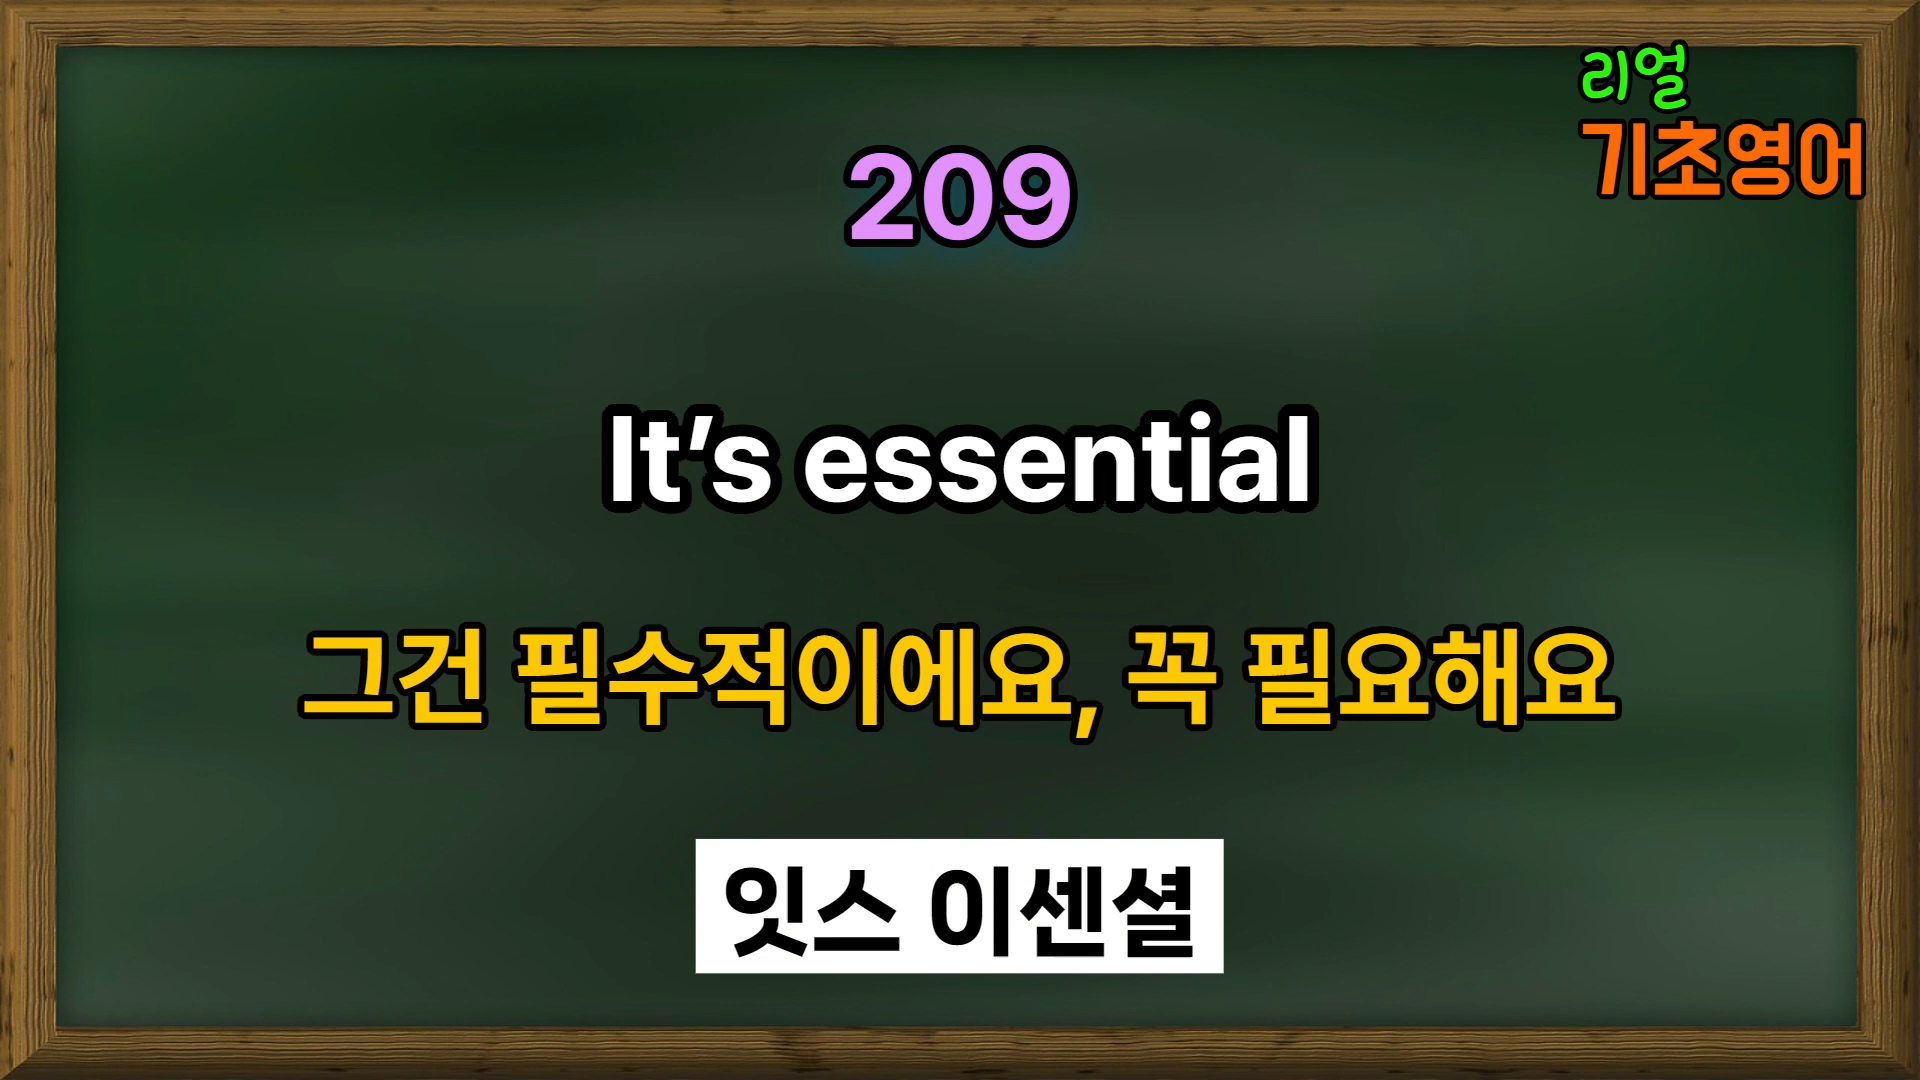 리얼
기초영어
209
It’s essential
그건 필수적이에요, 꼭 필요해요
잇스 이센셜